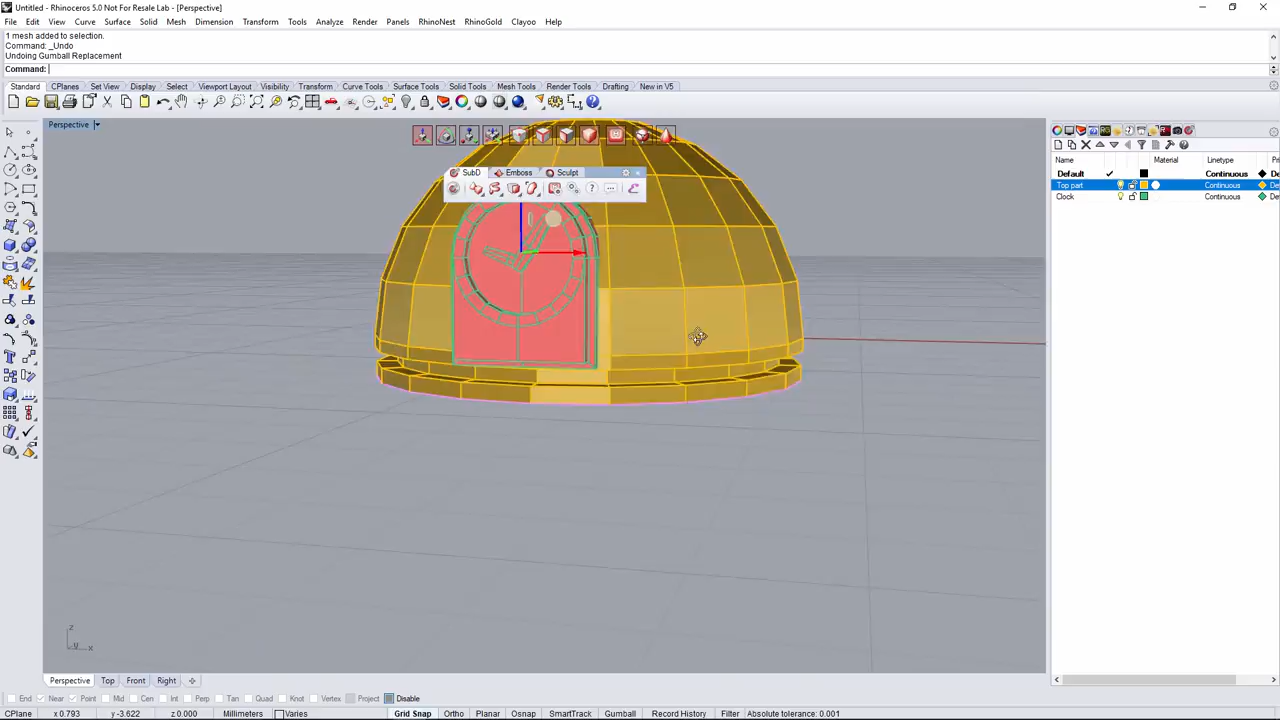 Untitled - Rhinoceros 5.0 Not For Resale Lab - [Perspective]
File Edit View Curve Surface Solid Mesh Dimension Transform Tools Analyze Render Panels RhinoNest RhinoGold Clayoo Help
1 mesh added to selection.
Command: _Undo
Undoing Gumball Replacement
Command:
Standard CPlanes Set View Display Select Viewport Layout Visibility Transform Curve Tools Surface Tools Solid Tools Mesh Tools Render Tools Drafting New in V5
Perspective
SubD Emboss Sculpt
Name Material Linetype Pri
Default Continuous De
Top part Continuous De
Clock Continuous De
z
y x
Perspective Top Front Right
End Near Point Mid Cen Int Perp Tan Quad Knot Vertex Project Disable
CPlane x 0.793 y -3.622 z 0.000 Millimeters Varies Grid Snap Ortho Planar Osnap SmartTrack Gumball Record History Filter Absolute tolerance: 0.001